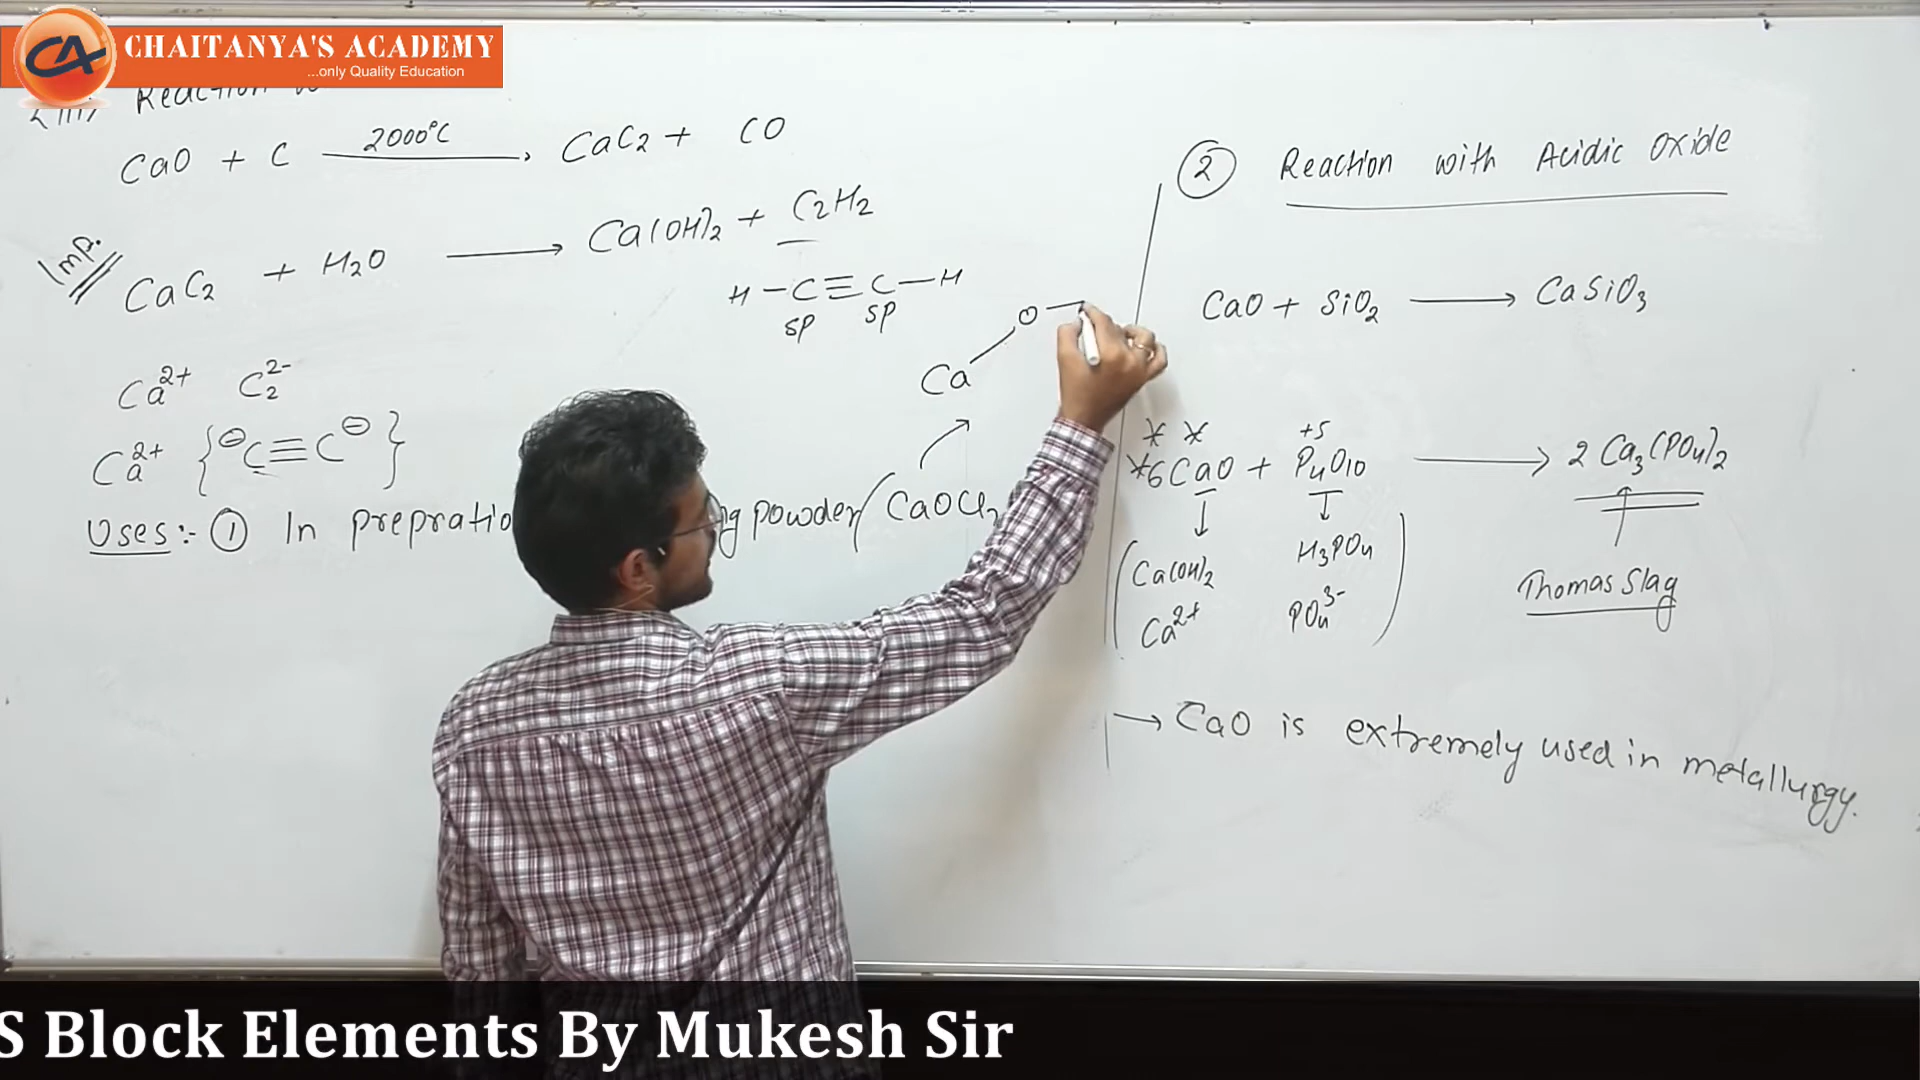 CHAITANYA'S ACADEMY
...only Quality Education
(iii) Reaction
CaO + C 2000°C → CaC2 + CO
Imp.
CaC2 + H2O → Ca(OH)2 + C2H2
H - C ≡ C - H
sp sp
Ca - O -
Ca2+ C2 2-
Ca2+ { ⊖C ≡ C⊖ }
Uses :- ① In prepratio ng powder ( CaOCl2
② Reaction with Acidic Oxide
CaO + SiO2 → CaSiO3
* * +5
*6CaO + P4O10 → 2 Ca3(PO4)2
↓ ↓ ↑
( Ca(OH)2 H3PO4 )
Ca2+ PO4 3-
Thomas Slag
→ CaO is extremely used in metallurgy.
S Block Elements By Mukesh Sir